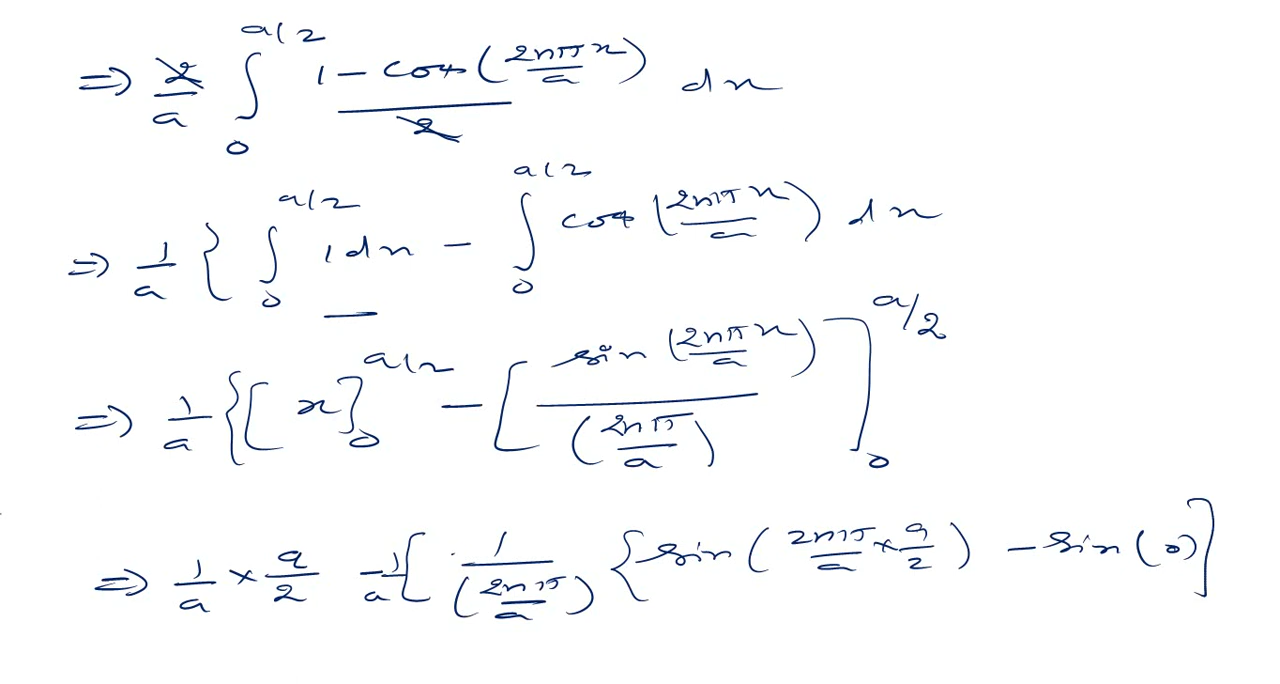 ⇒ 2/a ∫₀^{a/2} (1 − cos(2nπx/a))/2 dx
⇒ 1/a { ∫₀^{a/2} 1 dx − ∫₀^{a/2} cos(2nπx/a) dx
⇒ 1/a {[x]₀^{a/2} − [sin(2nπx/a)/(2nπ/a)]₀^{a/2}
⇒ 1/a × a/2 − 1/a [1/(2nπ/a) {sin(2nπ/a × a/2) − sin(0)]